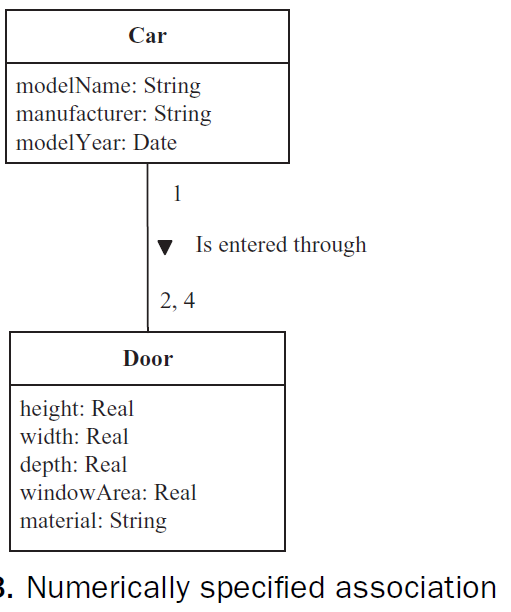 Car
modelName: String
manufacturer: String
modelYear: Date
1
Is entered through
2, 4
Door
height: Real
width: Real
depth: Real
windowArea: Real
material: String
3. Numerically specified association